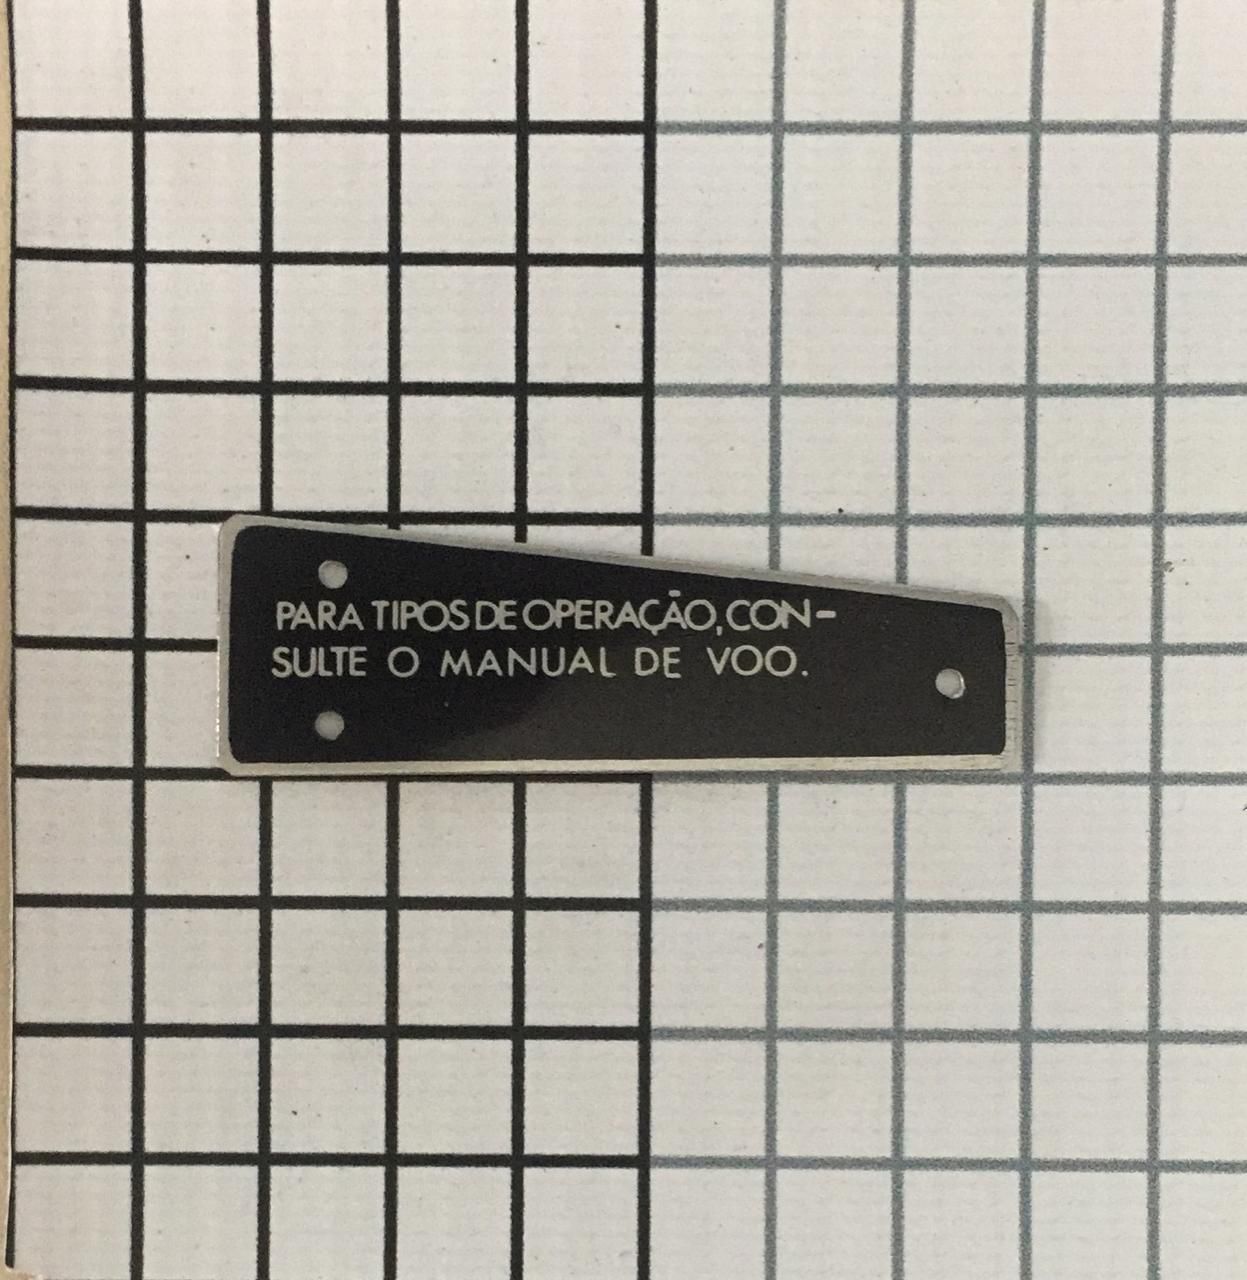 PARA TIPOS DE OPERAÇÃO, CON-
SULTE O MANUAL DE VOO.